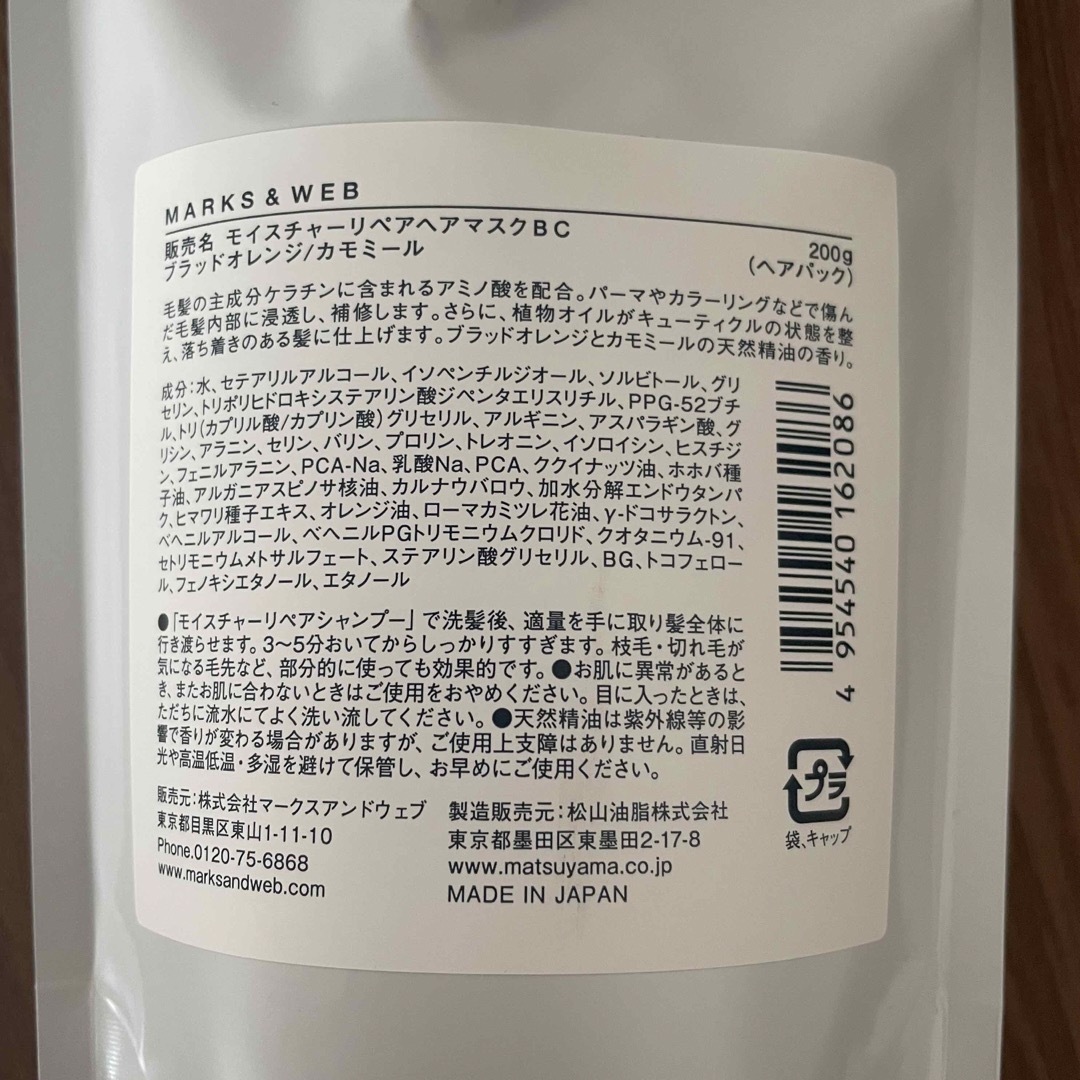 MARKS & WEB
販売名 モイスチャーリペアヘアマスクBC 200g
ブラッドオレンジ/カモミール (ヘアパック)
毛髪の主成分ケラチンに含まれるアミノ酸を配合。パーマやカラーリングなどで傷ん
だ毛髪内部に浸透し、補修します。さらに、植物オイルがキューティクルの状態を整
え、落ち着きのある髪に仕上げます。ブラッドオレンジとカモミールの天然精油の香り。
成分:水、セテアリルアルコール、イソペンチルジオール、ソルビトール、グリ
セリン、トリポリヒドロキシステアリン酸ジペンタエリスリチル、PPG-52ブチ
ル、トリ(カプリル酸/カプリン酸)グリセリル、アルギニン、アスパラギン酸、グ
リシン、アラニン、セリン、バリン、プロリン、トレオニン、イソロイシン、ヒスチジ
ン、フェニルアラニン、PCA-Na、乳酸Na、PCA、ククイナッツ油、ホホバ種
子油、アルガニアスピノサ核油、カルナウバロウ、加水分解エンドウタンパ
ク、ヒマワリ種子エキス、オレンジ油、ローマカミツレ花油、γ-ドコサラクトン、
ベヘニルアルコール、ベヘニルPGトリモニウムクロリド、クオタニウム-91、
セトリモニウムメトサルフェート、ステアリン酸グリセリル、BG、トコフェロー
ル、フェノキシエタノール、エタノール
●「モイスチャーリペアシャンプー」で洗髪後、適量を手に取り髪全体に
行き渡らせます。3〜5分おいてからしっかりすすぎます。枝毛・切れ毛が
気になる毛先など、部分的に使っても効果的です。●お肌に異常があると
き、またお肌に合わないときはご使用をおやめください。目に入ったときは、
ただちに流水にてよく洗い流してください。●天然精油は紫外線等の影
響で香りが変わる場合がありますが、ご使用上支障はありません。直射日
光や高温低温・多湿を避けて保管し、お早めにご使用ください。
販売元:株式会社マークスアンドウェブ
東京都目黒区東山1-11-10
Phone.0120-75-6868
www.marksandweb.com
製造販売元:松山油脂株式会社
東京都墨田区東墨田2-17-8
www.matsuyama.co.jp
MADE IN JAPAN
4 954540 162086
プラ
袋、キャップ